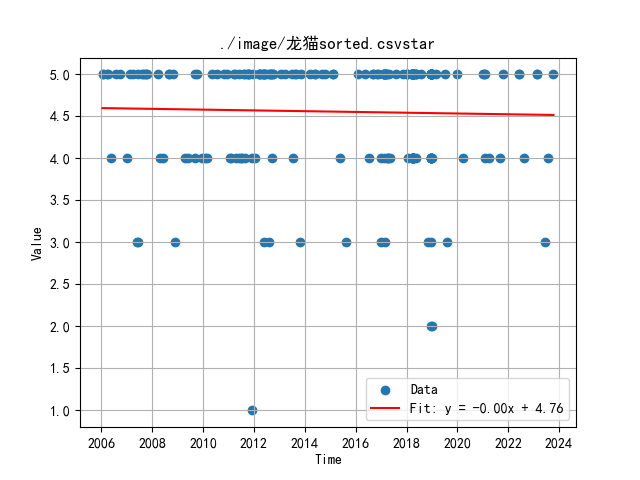 ./image/龙猫sorted.csvstar
Value
5.0
4.5
4.0
3.5
3.0
2.5
2.0
1.5
1.0
Data
Fit: y = -0.00x + 4.76
2006 2008 2010 2012 2014 2016 2018 2020 2022 2024
Time